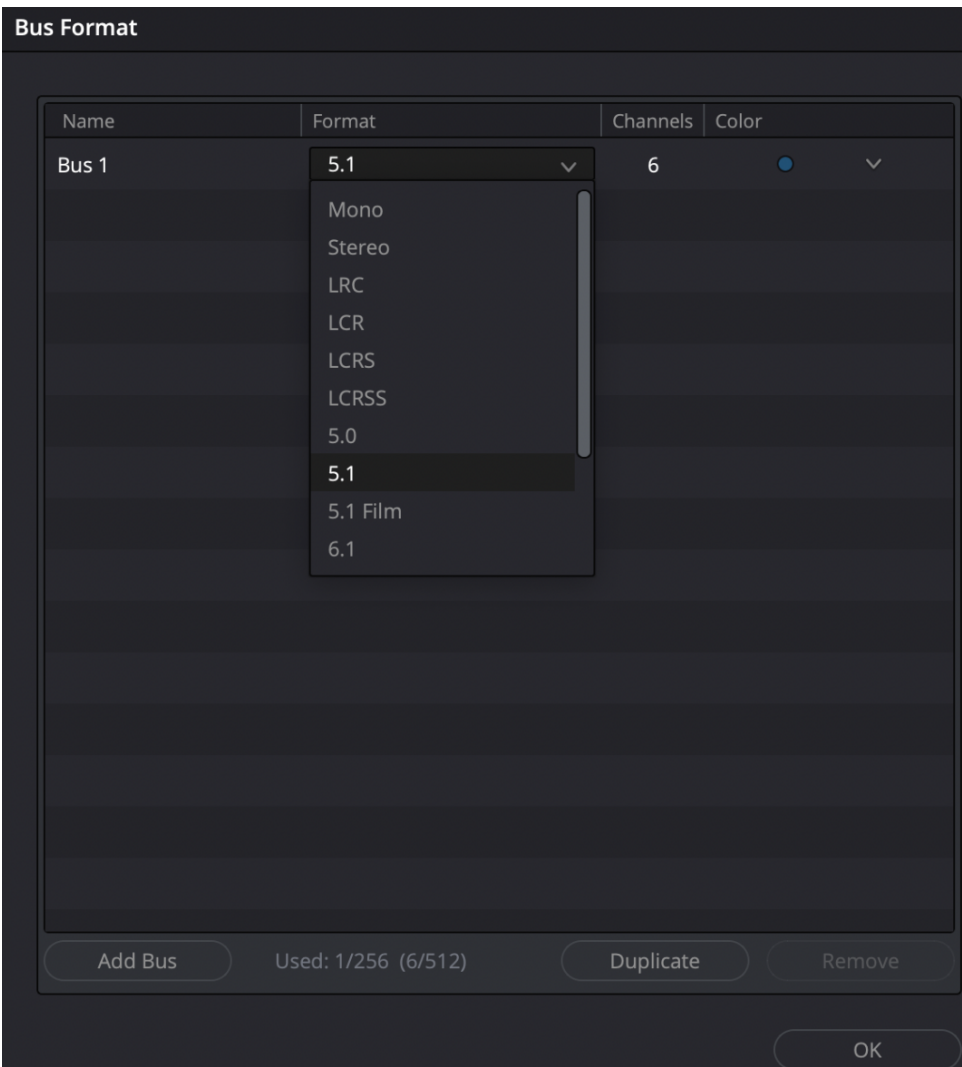 Bus Format
Name Format Channels Color
Bus 1 5.1 6
Mono
Stereo
LRC
LCR
LCRS
LCRSS
5.0
5.1
5.1 Film
6.1
Add Bus Used: 1/256 (6/512) Duplicate Remove
OK